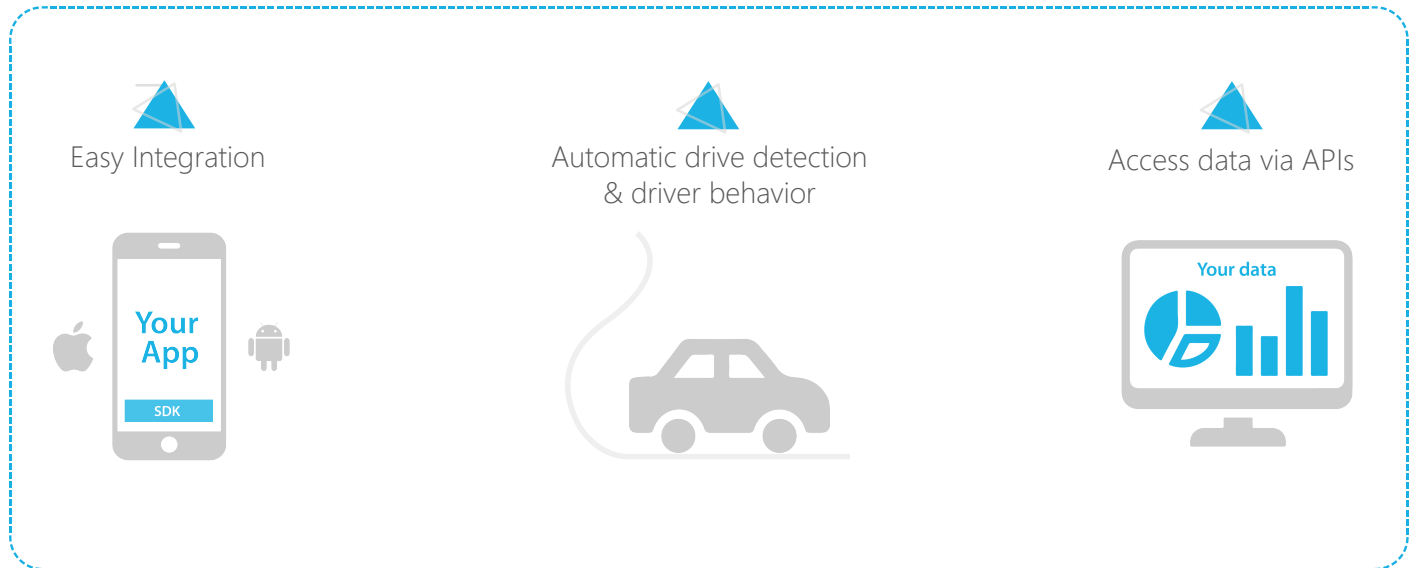 Easy Integration
Automatic drive detection
& driver behavior
Access data via APIs
Your
App
SDK
Your data